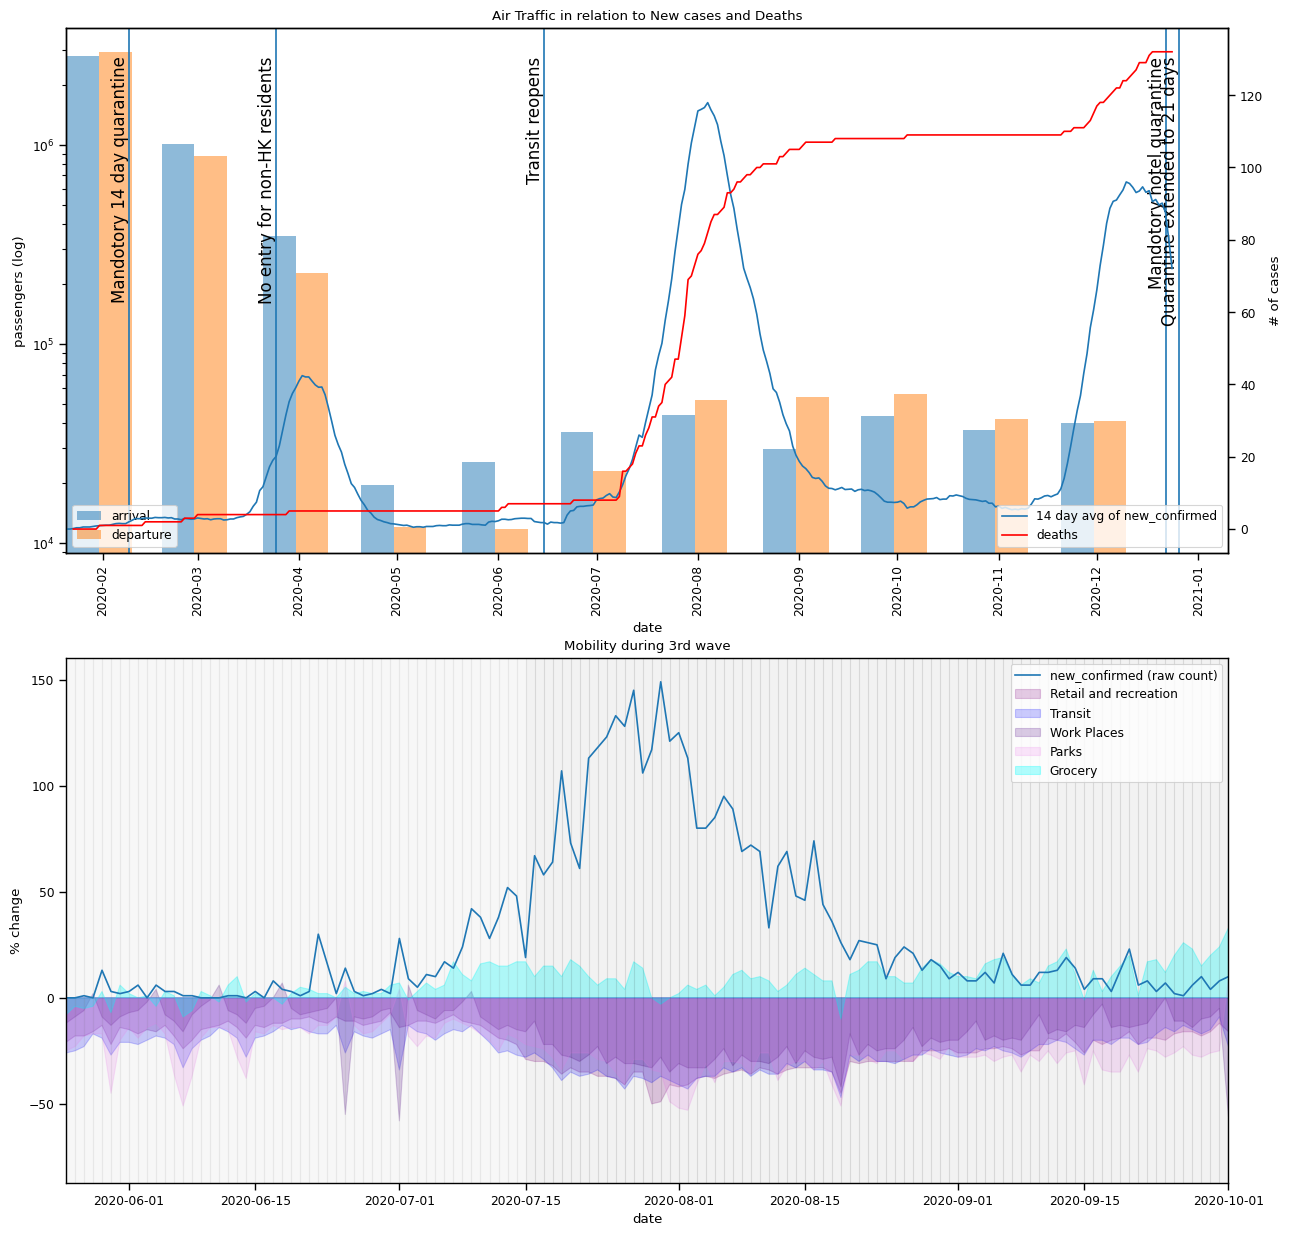 Air Traffic in relation to New cases and Deaths
passengers (log)
10^6
10^5
10^4
Mandotory 14 day quarantine
No entry for non-HK residents
Transit reopens
Mandotory hotel quarantine
Quarantine extended to 21 days
120
100
80
60
40
20
0
# of cases
arrival
departure
14 day avg of new_confirmed
deaths
2020-02
2020-03
2020-04
2020-05
2020-06
2020-07
2020-08
2020-09
2020-10
2020-11
2020-12
2021-01
date
Mobility during 3rd wave
% change
150
100
50
0
−50
new_confirmed (raw count)
Retail and recreation
Transit
Work Places
Parks
Grocery
2020-06-01
2020-06-15
2020-07-01
2020-07-15
2020-08-01
2020-08-15
2020-09-01
2020-09-15
2020-10-01
date